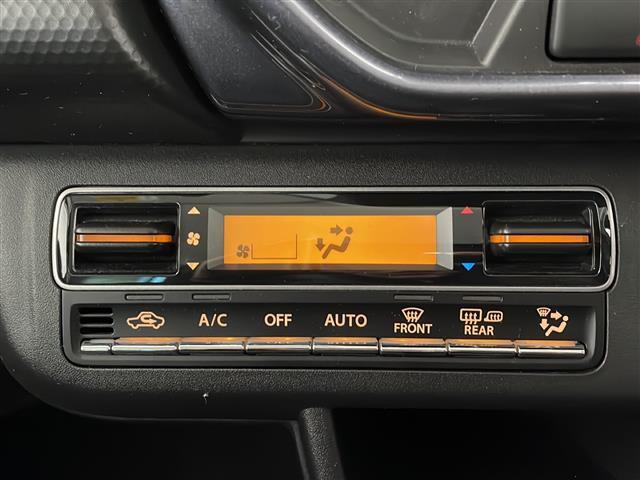 A/C OFF AUTO FRONT REAR